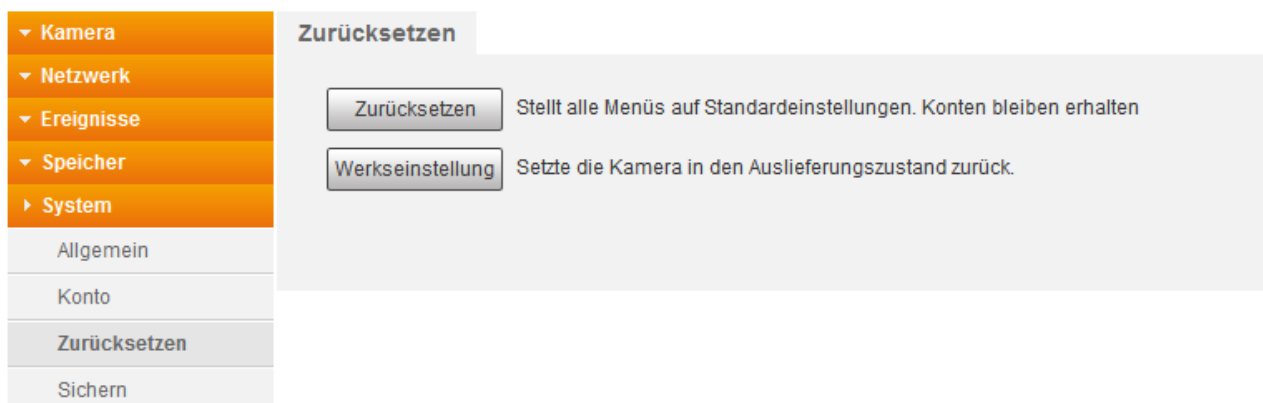 Kamera
Netzwerk
Ereignisse
Speicher
System
Allgemein
Konto
Zurücksetzen
Sichern
Zurücksetzen
Zurücksetzen Stellt alle Menüs auf Standardeinstellungen. Konten bleiben erhalten
Werkseinstellung Setzte die Kamera in den Auslieferungszustand zurück.